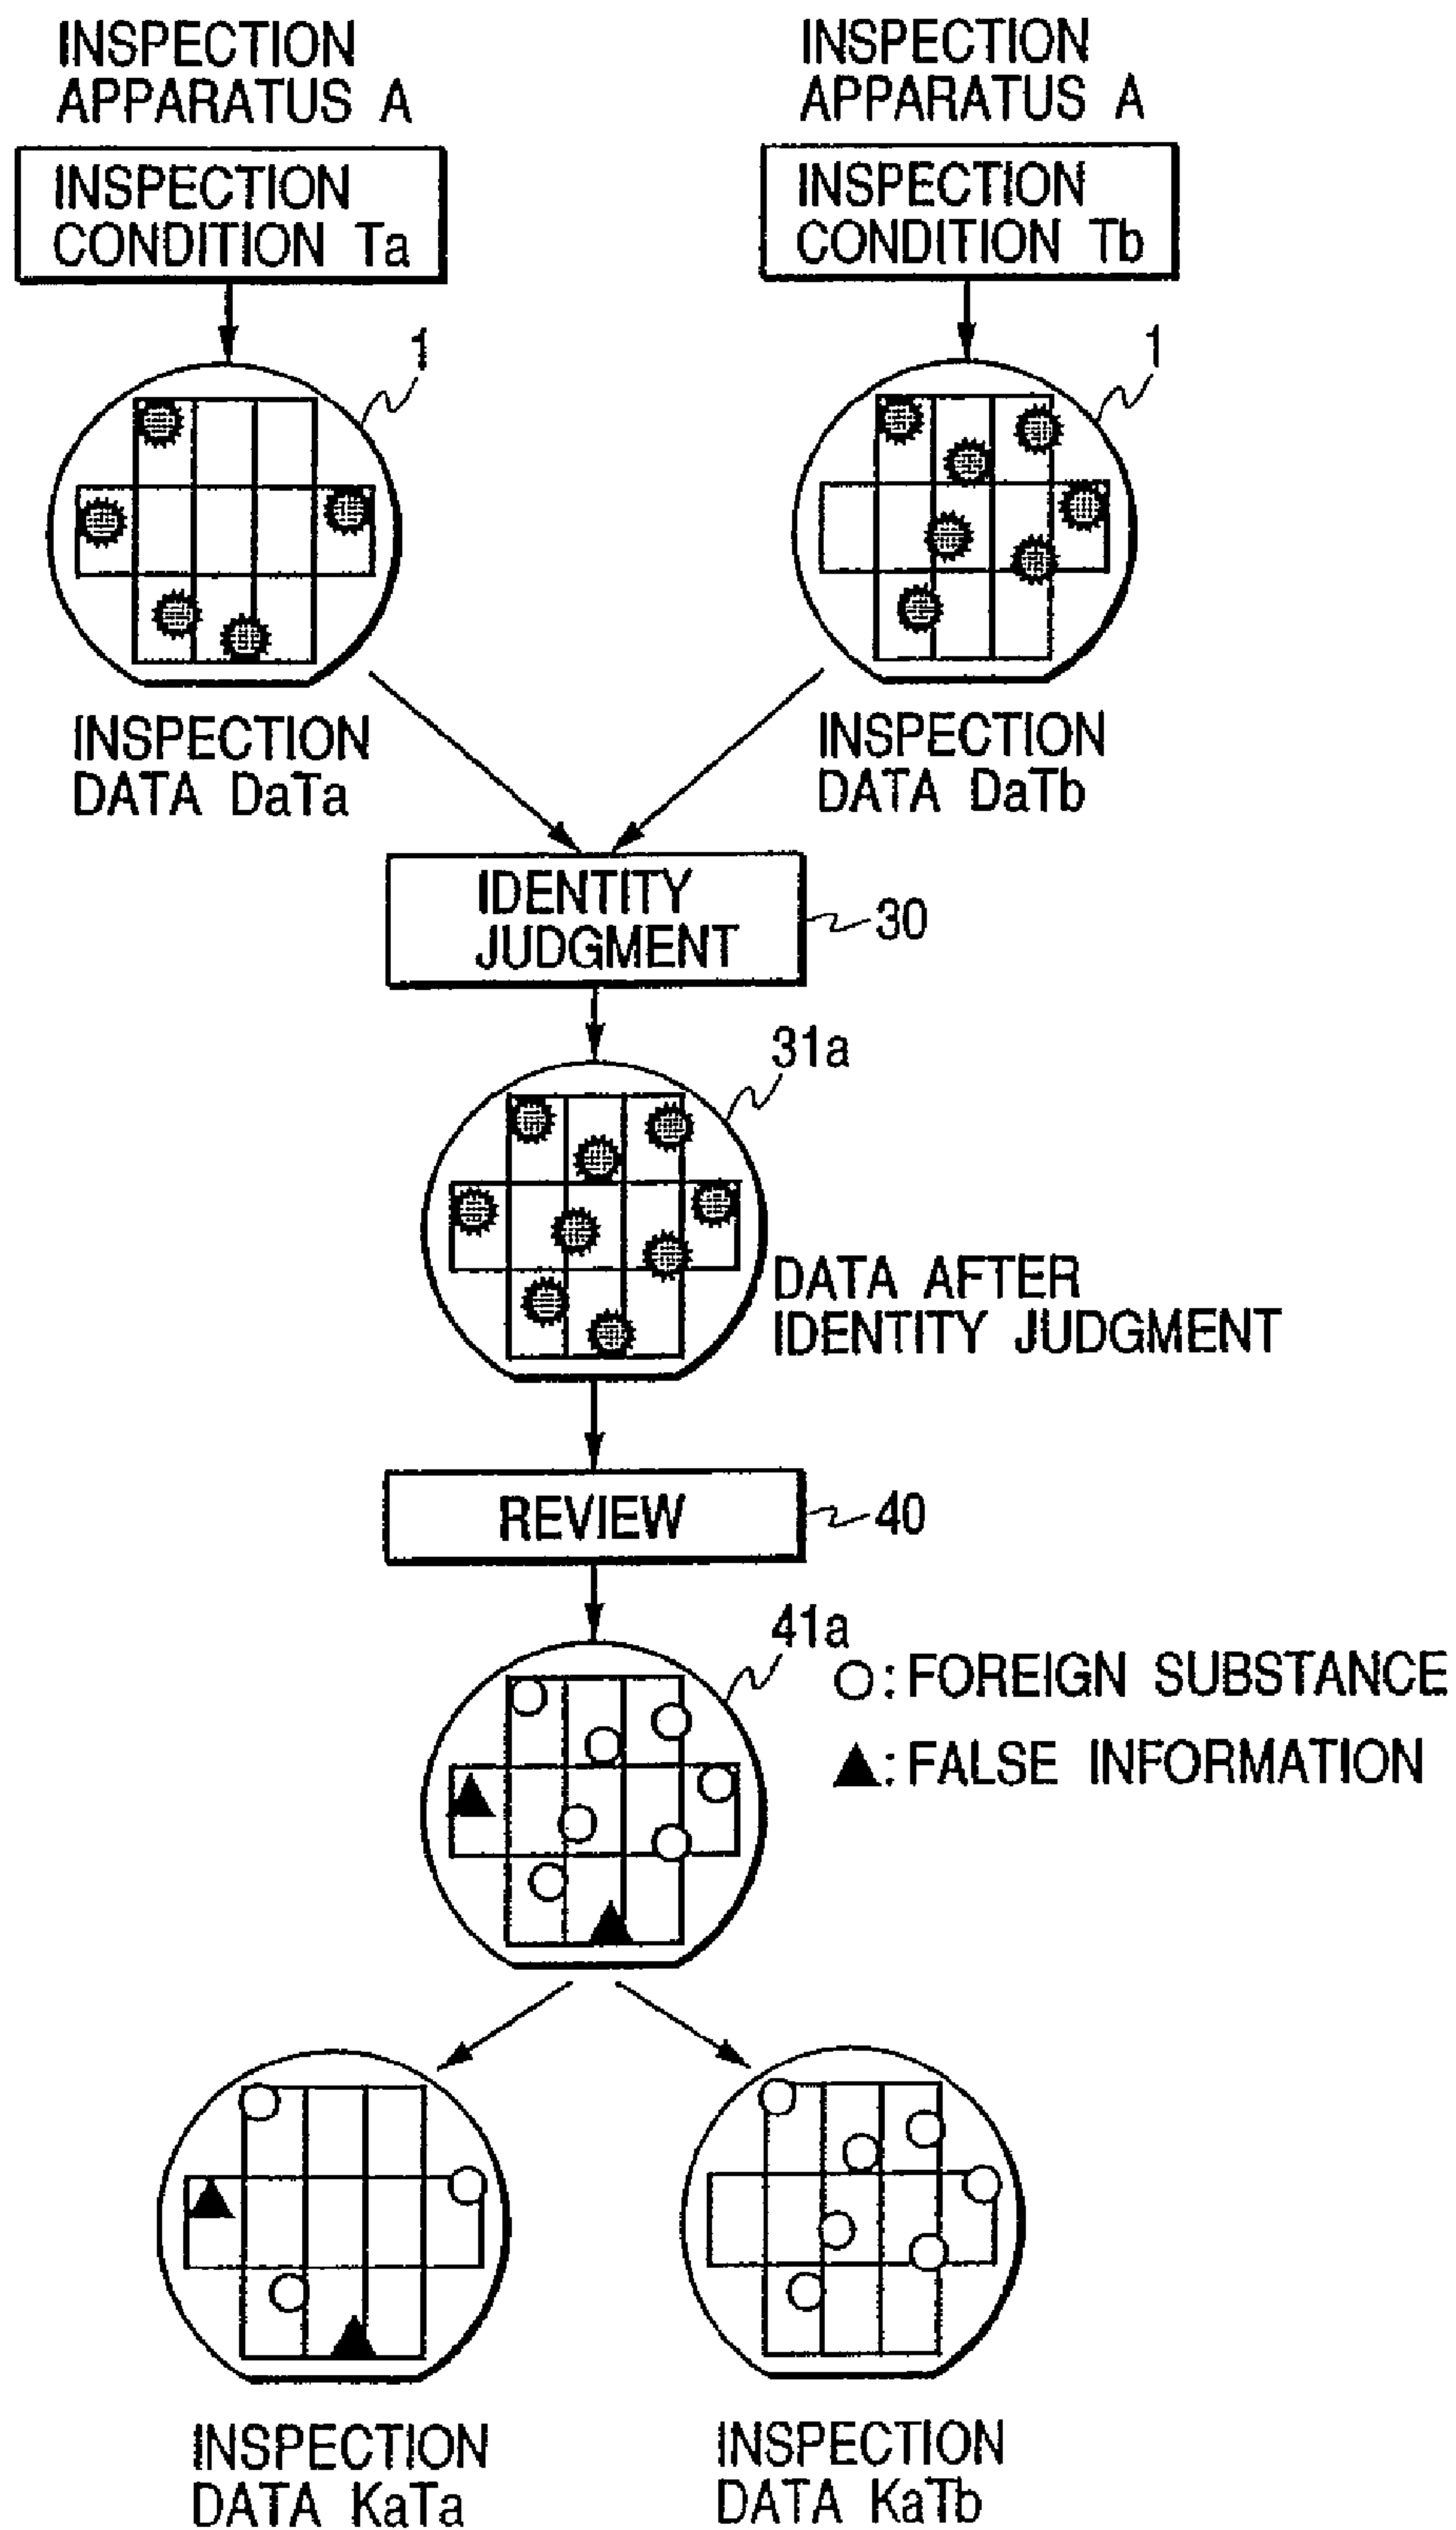 INSPECTION
APPARATUS A
INSPECTION
CONDITION Ta
1
INSPECTION
DATA DaTa
INSPECTION
APPARATUS A
INSPECTION
CONDITION Tb
1
INSPECTION
DATA DaTb
IDENTITY
JUDGMENT
30
31a
DATA AFTER
IDENTITY JUDGMENT
REVIEW
40
41a
: FOREIGN SUBSTANCE
: FALSE INFORMATION
INSPECTION
DATA KaTa
INSPECTION
DATA KaTb